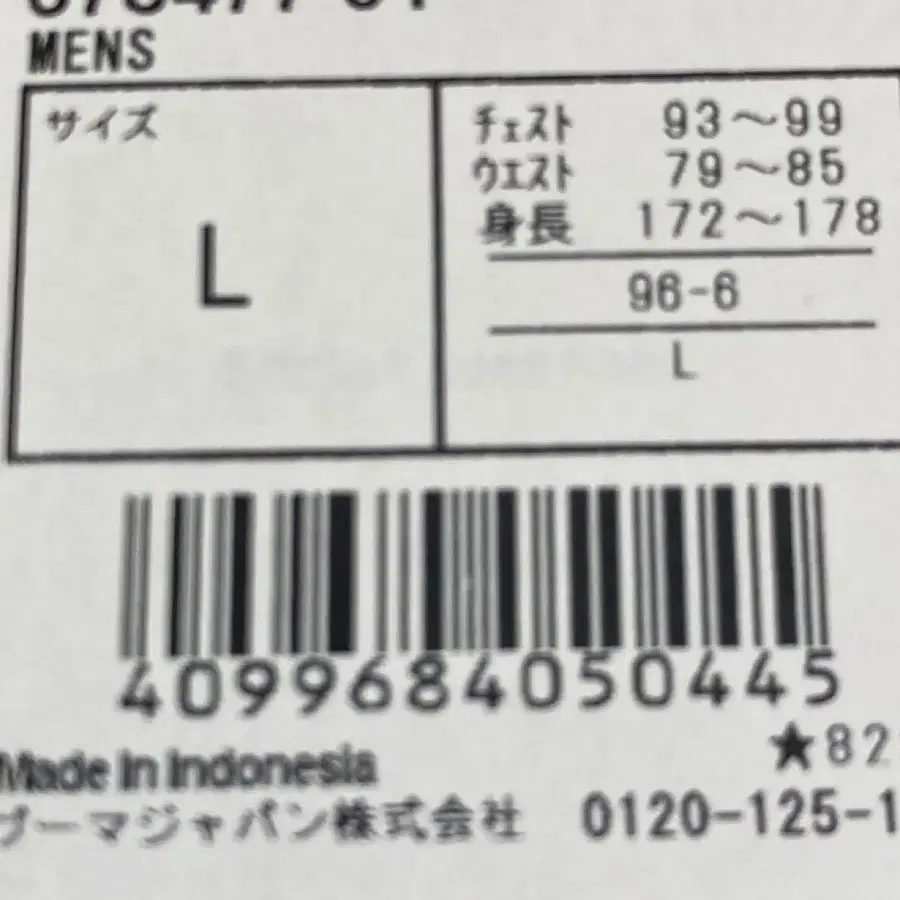 MENS
サイズ
L
チェスト 93～99
ウエスト 79～85
身長 172～178
96-6
L
4099684050445
★82
Made in Indonesia
プーマジャパン株式会社 0120-125-1